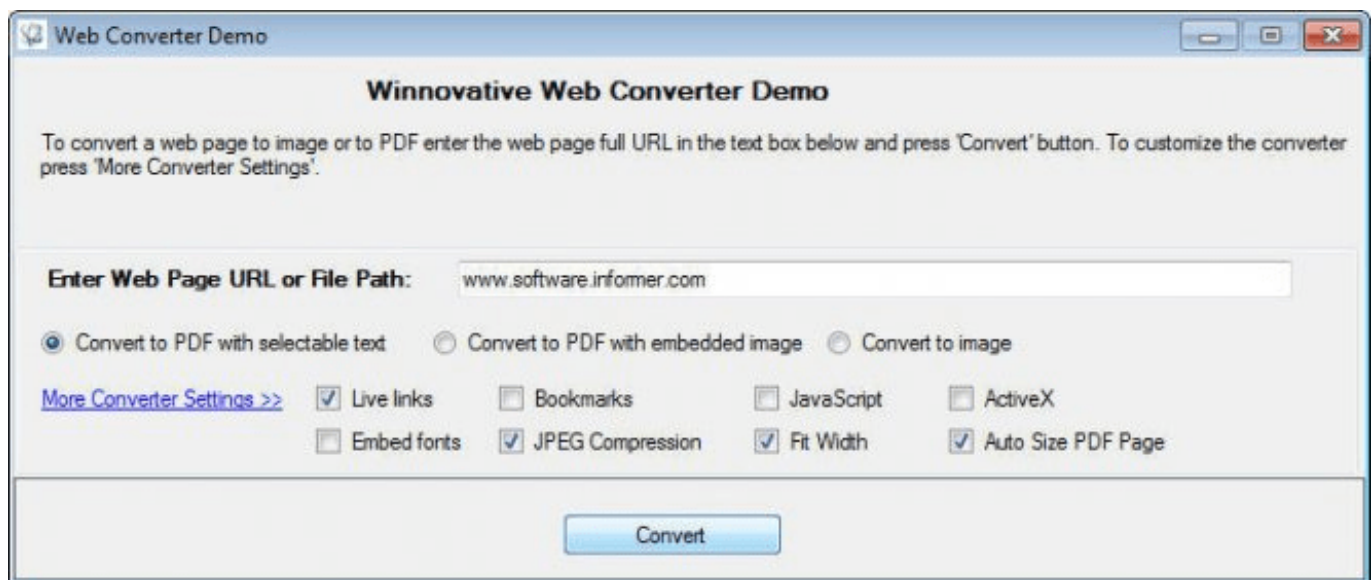 Web Converter Demo
Winnovative Web Converter Demo
To convert a web page to image or to PDF enter the web page full URL in the text box below and press 'Convert' button. To customize the converter
press 'More Converter Settings'.
Enter Web Page URL or File Path: www.software.informer.com
Convert to PDF with selectable text Convert to PDF with embedded image Convert to image
More Converter Settings >> Live links Bookmarks JavaScript ActiveX
Embed fonts JPEG Compression Fit Width Auto Size PDF Page
Convert